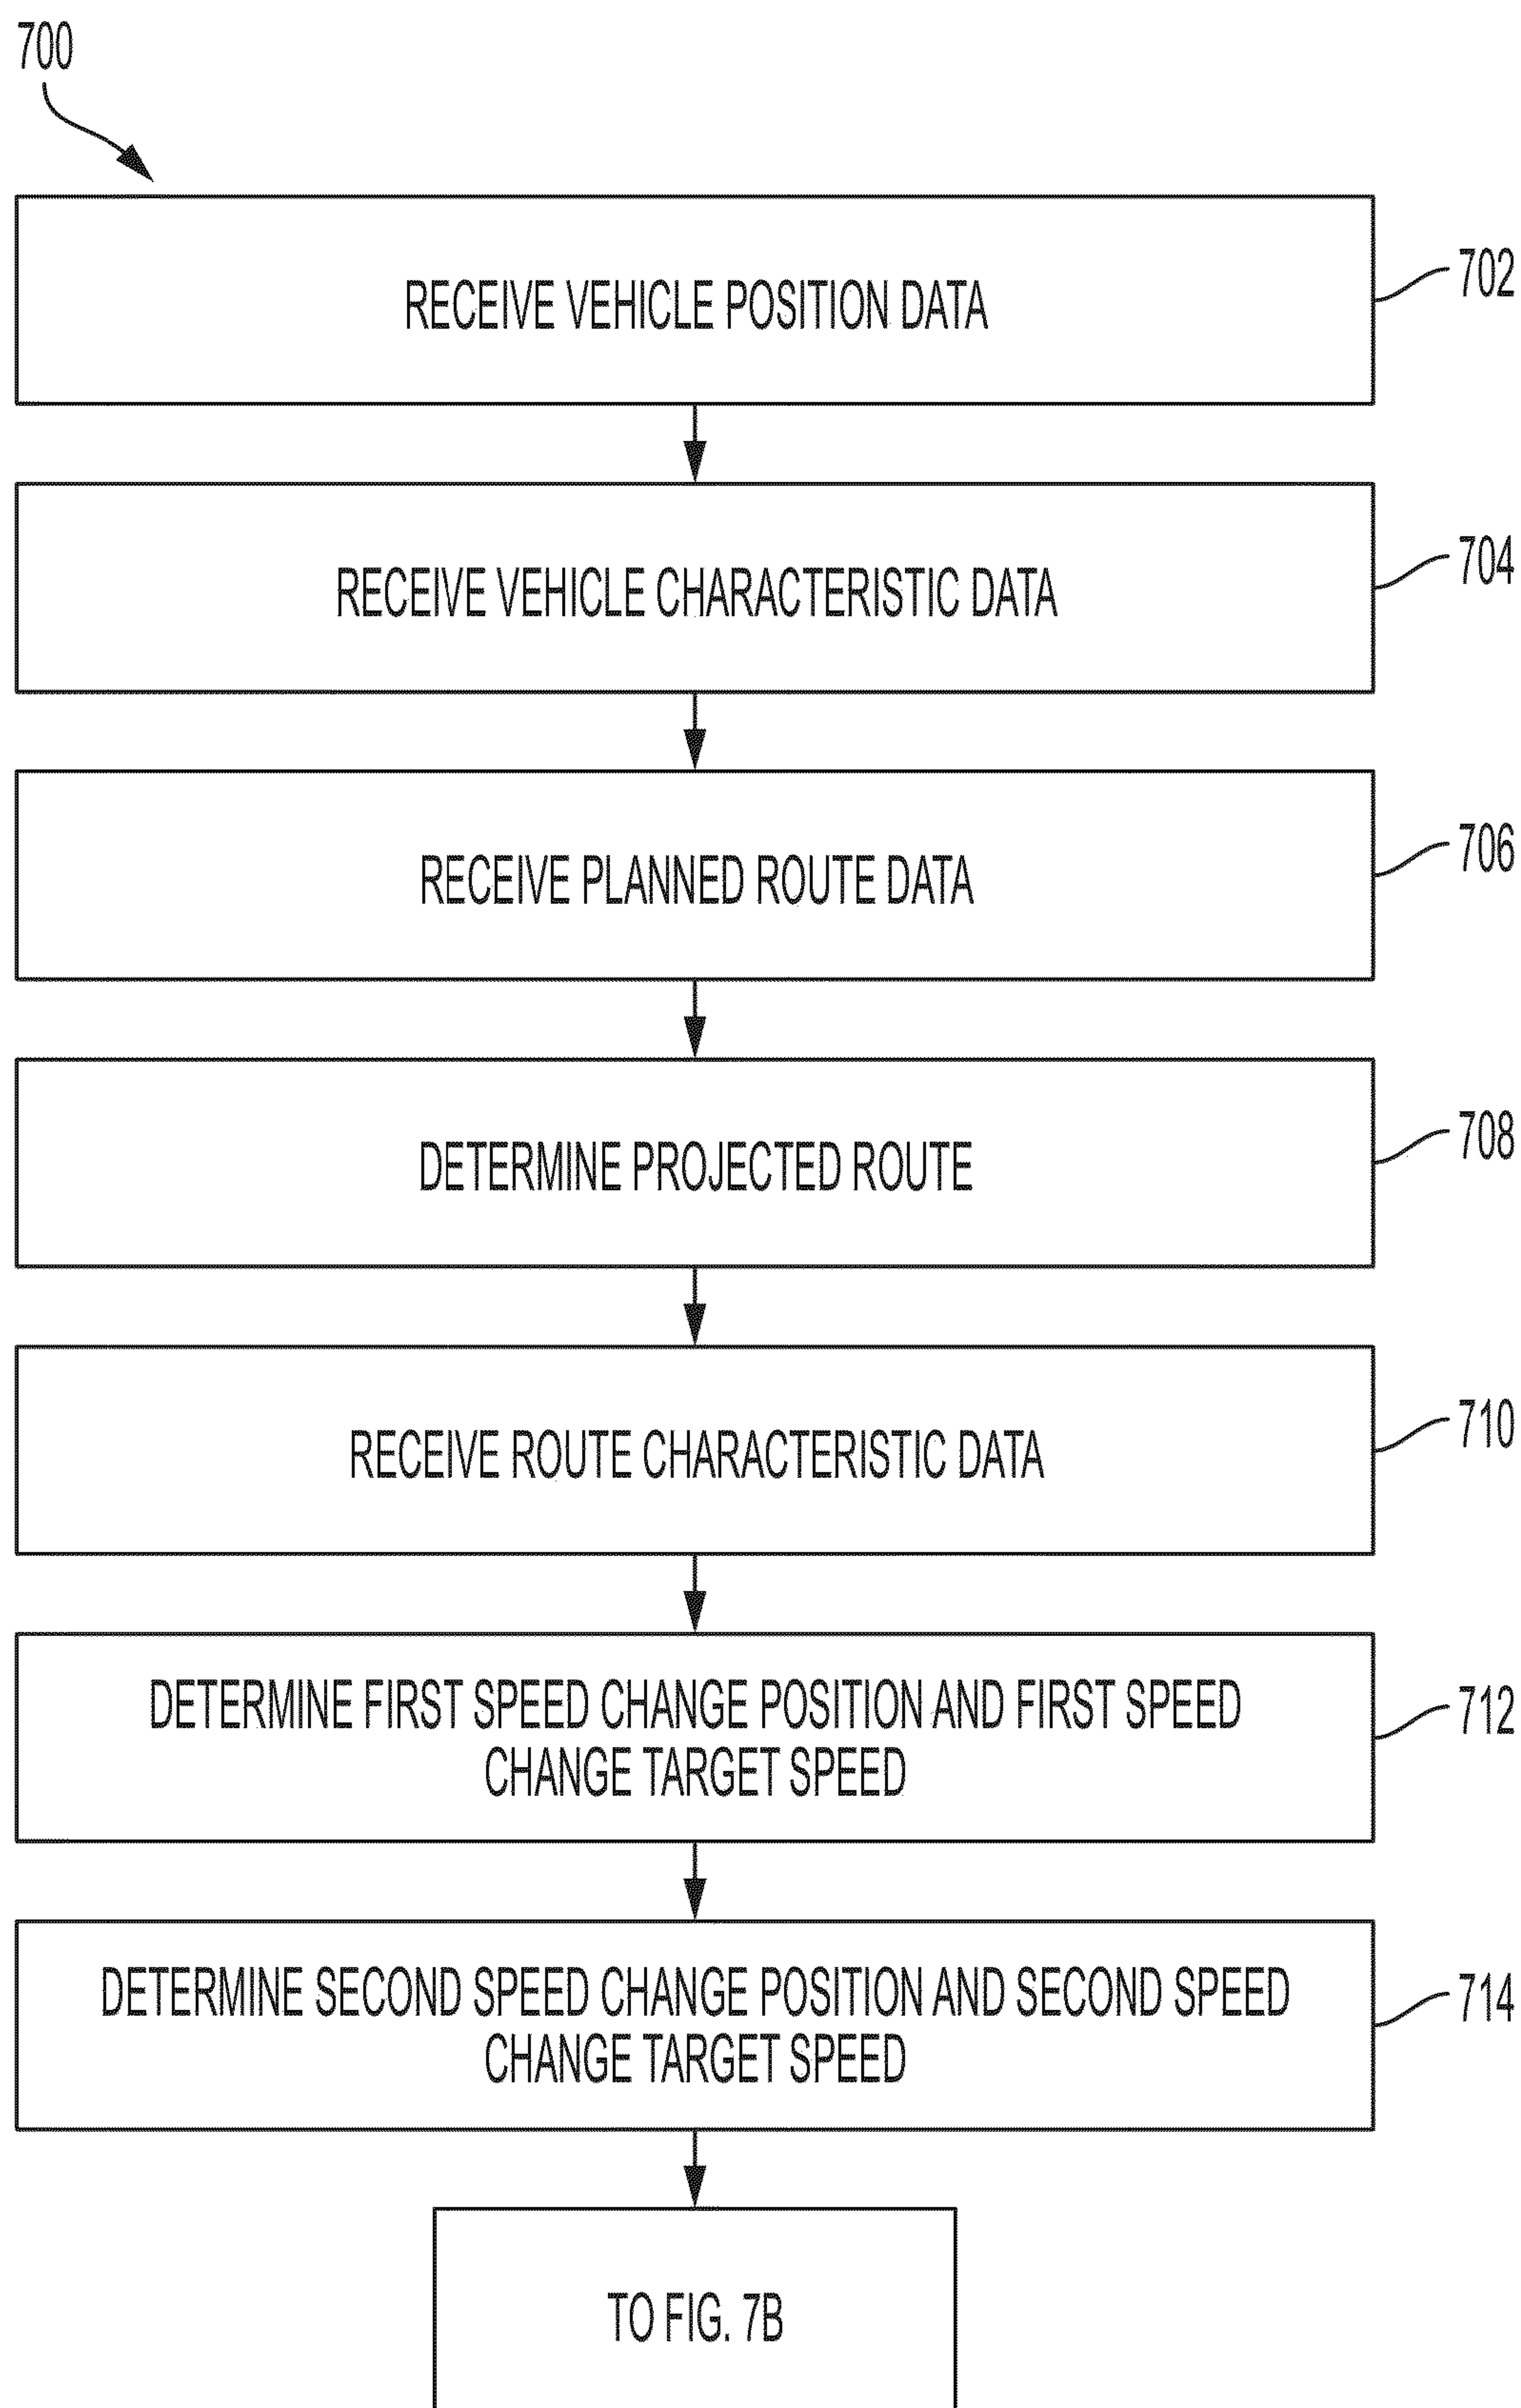 700
RECEIVE VEHICLE POSITION DATA
702
RECEIVE VEHICLE CHARACTERISTIC DATA
704
RECEIVE PLANNED ROUTE DATA
706
DETERMINE PROJECTED ROUTE
708
RECEIVE ROUTE CHARACTERISTIC DATA
710
DETERMINE FIRST SPEED CHANGE POSITION AND FIRST SPEED
CHANGE TARGET SPEED
712
DETERMINE SECOND SPEED CHANGE POSITION AND SECOND SPEED
CHANGE TARGET SPEED
714
TO FIG. 7B